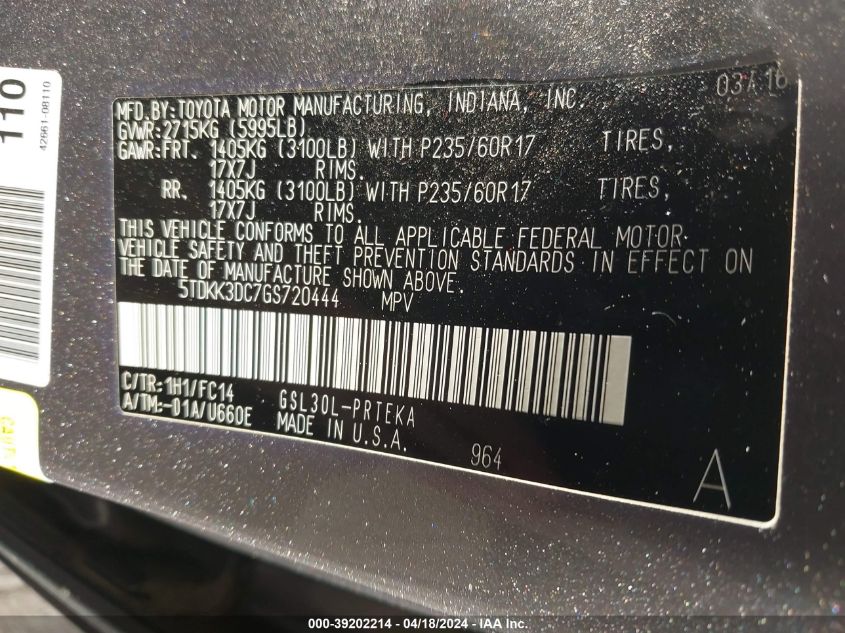 110
42661-08110
03/16
MFD.BY:TOYOTA MOTOR MANUFACTURING, INDIANA, INC.
GVWR:2715KG (5995LB)
GAWR:FRT. 1405KG (3100LB) WITH P235/60R17 TIRES,
17X7J RIMS.
RR. 1405KG (3100LB) WITH P235/60R17 TIRES,
17X7J RIMS.
THIS VEHICLE CONFORMS TO ALL APPLICABLE FEDERAL MOTOR
VEHICLE SAFETY AND THEFT PREVENTION STANDARDS IN EFFECT ON
THE DATE OF MANUFACTURE SHOWN ABOVE.
5TDKK3DC7GS720444 MPV
C/TR:1H1/FC14
A/TM:-01A/U660E
GSL30L-PRTEKA
MADE IN U.S.A.
964
A
000-39202214 - 04/18/2024 - IAA Inc.